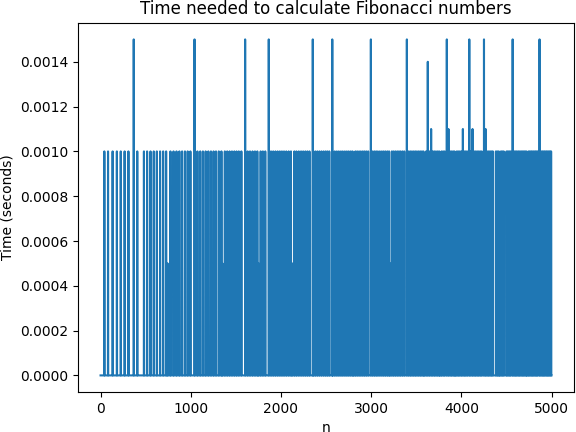 Time needed to calculate Fibonacci numbers
Time (seconds)
0.0014
0.0012
0.0010
0.0008
0.0006
0.0004
0.0002
0.0000
0 1000 2000 3000 4000 5000
n